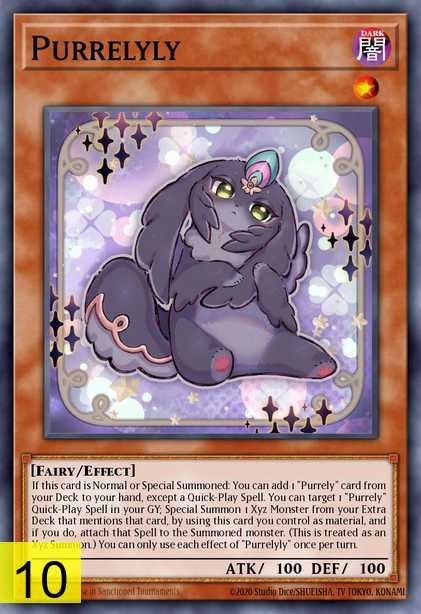 Purrelyly
DARK
闇
[Fairy/Effect]
If this card is Normal or Special Summoned: You can add 1 "Purrely" card from
your Deck to your hand, except a Quick-Play Spell. You can target 1 "Purrely"
Quick-Play Spell in your GY; Special Summon 1 Xyz Monster from your Extra
Deck that mentions that card, by using this card you control as material, and
if you do, attach that Spell to the Summoned monster. (This is treated as an
Xyz Summon.) You can only use each effect of "Purrelyly" once per turn.
ATK/ 100 DEF/ 100
Use in Sanctioned Tournaments
©2020 Studio Dice/SHUEISHA, TV TOKYO, KONAMI
10